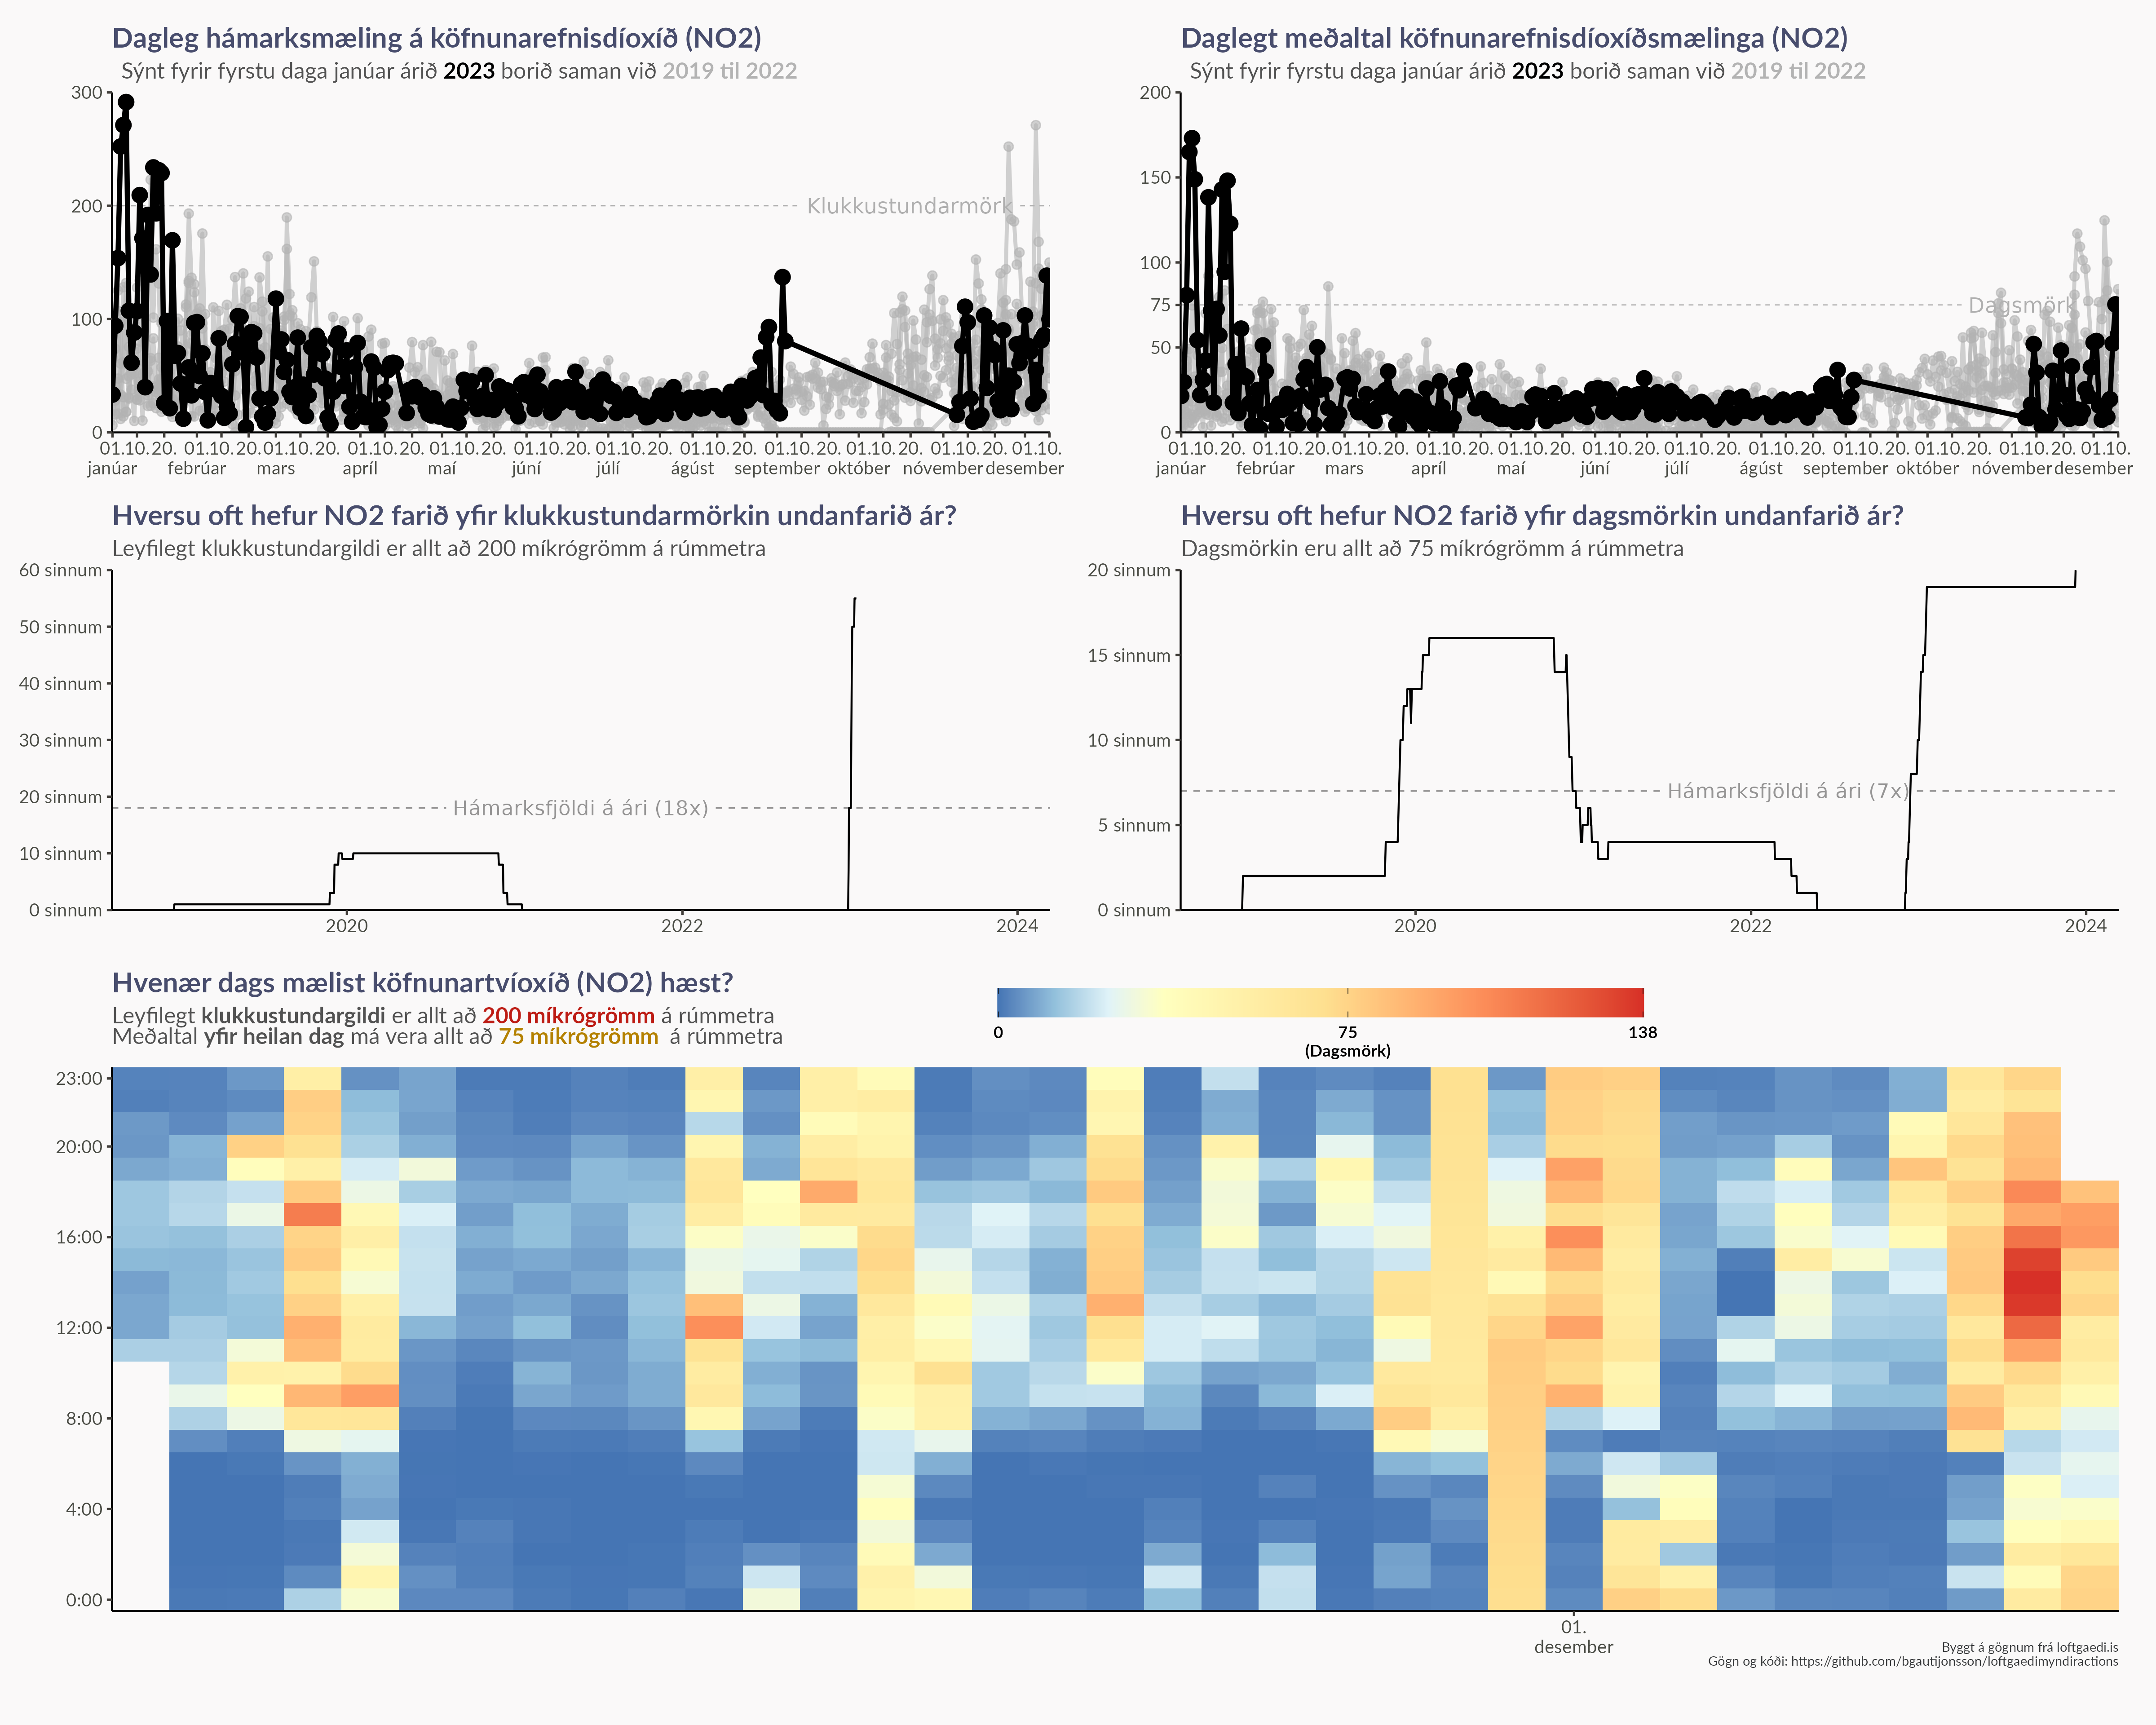 Dagleg hámarksmæling á köfnunarefnisdíoxíð (NO2)
Sýnt fyrir fyrstu daga janúar árið 2023 borið saman við 2019 til 2022
300
200
100
0
Klukkustundarmörk
01.10.20. 01.10.20. 01.10.20. 01.10.20. 01.10.20. 01.10.20. 01.10.20. 01.10.20. 01.10.20. 01.10.20. 01.10.20. 01.10.
janúar febrúar mars apríl maí júní júlí ágúst september október nóvember desember
Daglegt meðaltal köfnunarefnisdíoxíðsmælinga (NO2)
Sýnt fyrir fyrstu daga janúar árið 2023 borið saman við 2019 til 2022
200
150
100
75
50
0
Dagsmörk
01.10.20. 01.10.20. 01.10.20. 01.10.20. 01.10.20. 01.10.20. 01.10.20. 01.10.20. 01.10.20. 01.10.20. 01.10.20. 01.10.
janúar febrúar mars apríl maí júní júlí ágúst september október nóvember desember
Hversu oft hefur NO2 farið yfir klukkustundarmörkin undanfarið ár?
Leyfilegt klukkustundargildi er allt að 200 míkrógrömm á rúmmetra
60 sinnum
50 sinnum
40 sinnum
30 sinnum
20 sinnum
10 sinnum
0 sinnum
Hámarksfjöldi á ári (18x)
2020 2022 2024
Hversu oft hefur NO2 farið yfir dagsmörkin undanfarið ár?
Dagsmörkin eru allt að 75 míkrógrömm á rúmmetra
20 sinnum
15 sinnum
10 sinnum
5 sinnum
0 sinnum
Hámarksfjöldi á ári (7x)
2020 2022 2024
Hvenær dags mælist köfnunartvíoxíð (NO2) hæst?
Leyfilegt klukkustundargildi er allt að 200 míkrógrömm á rúmmetra
Meðaltal yfir heilan dag má vera allt að 75 míkrógrömm á rúmmetra
0 75 138
(Dagsmörk)
23:00
20:00
16:00
12:00
8:00
4:00
0:00
01.
desember
Byggt á gögnum frá loftgaedi.is
Gögn og kóði: https://github.com/bgautijonsson/loftgaedimyndiractions